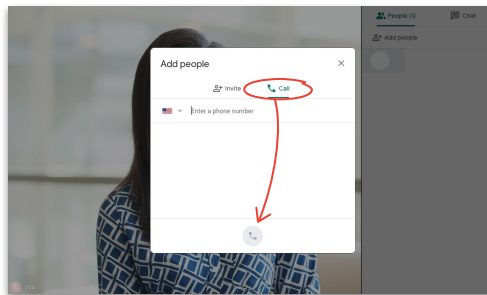 People (1)
Chat
Add people
Add people
Invite
Call
Enter a phone number
You